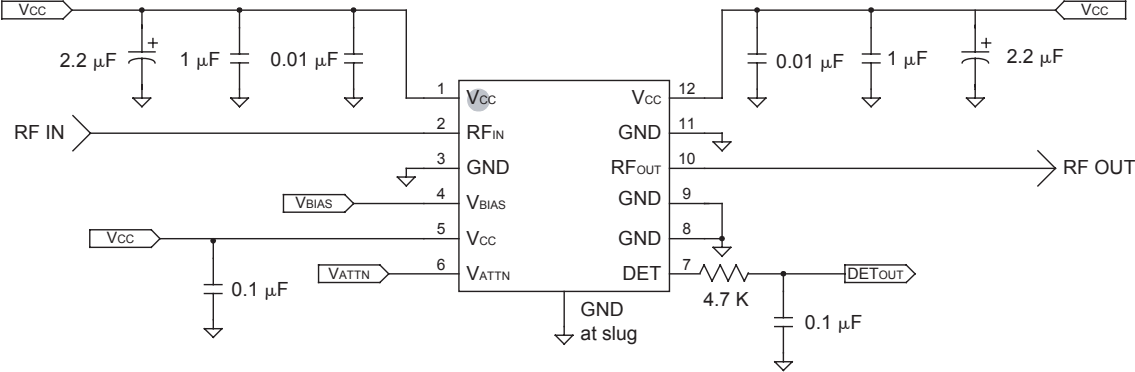 VCC
VCC
2.2 μF
1 μF
0.01 μF
0.01 μF
1 μF
2.2 μF
1
VCC
VCC
12
RF IN
2
RFIN
GND
11
3
GND
RFOUT
10
RF OUT
VBIAS
4
VBIAS
GND
9
VCC
5
VCC
GND
8
VATTN
6
VATTN
DET
7
DETOUT
4.7 K
0.1 μF
GND
at slug
0.1 μF